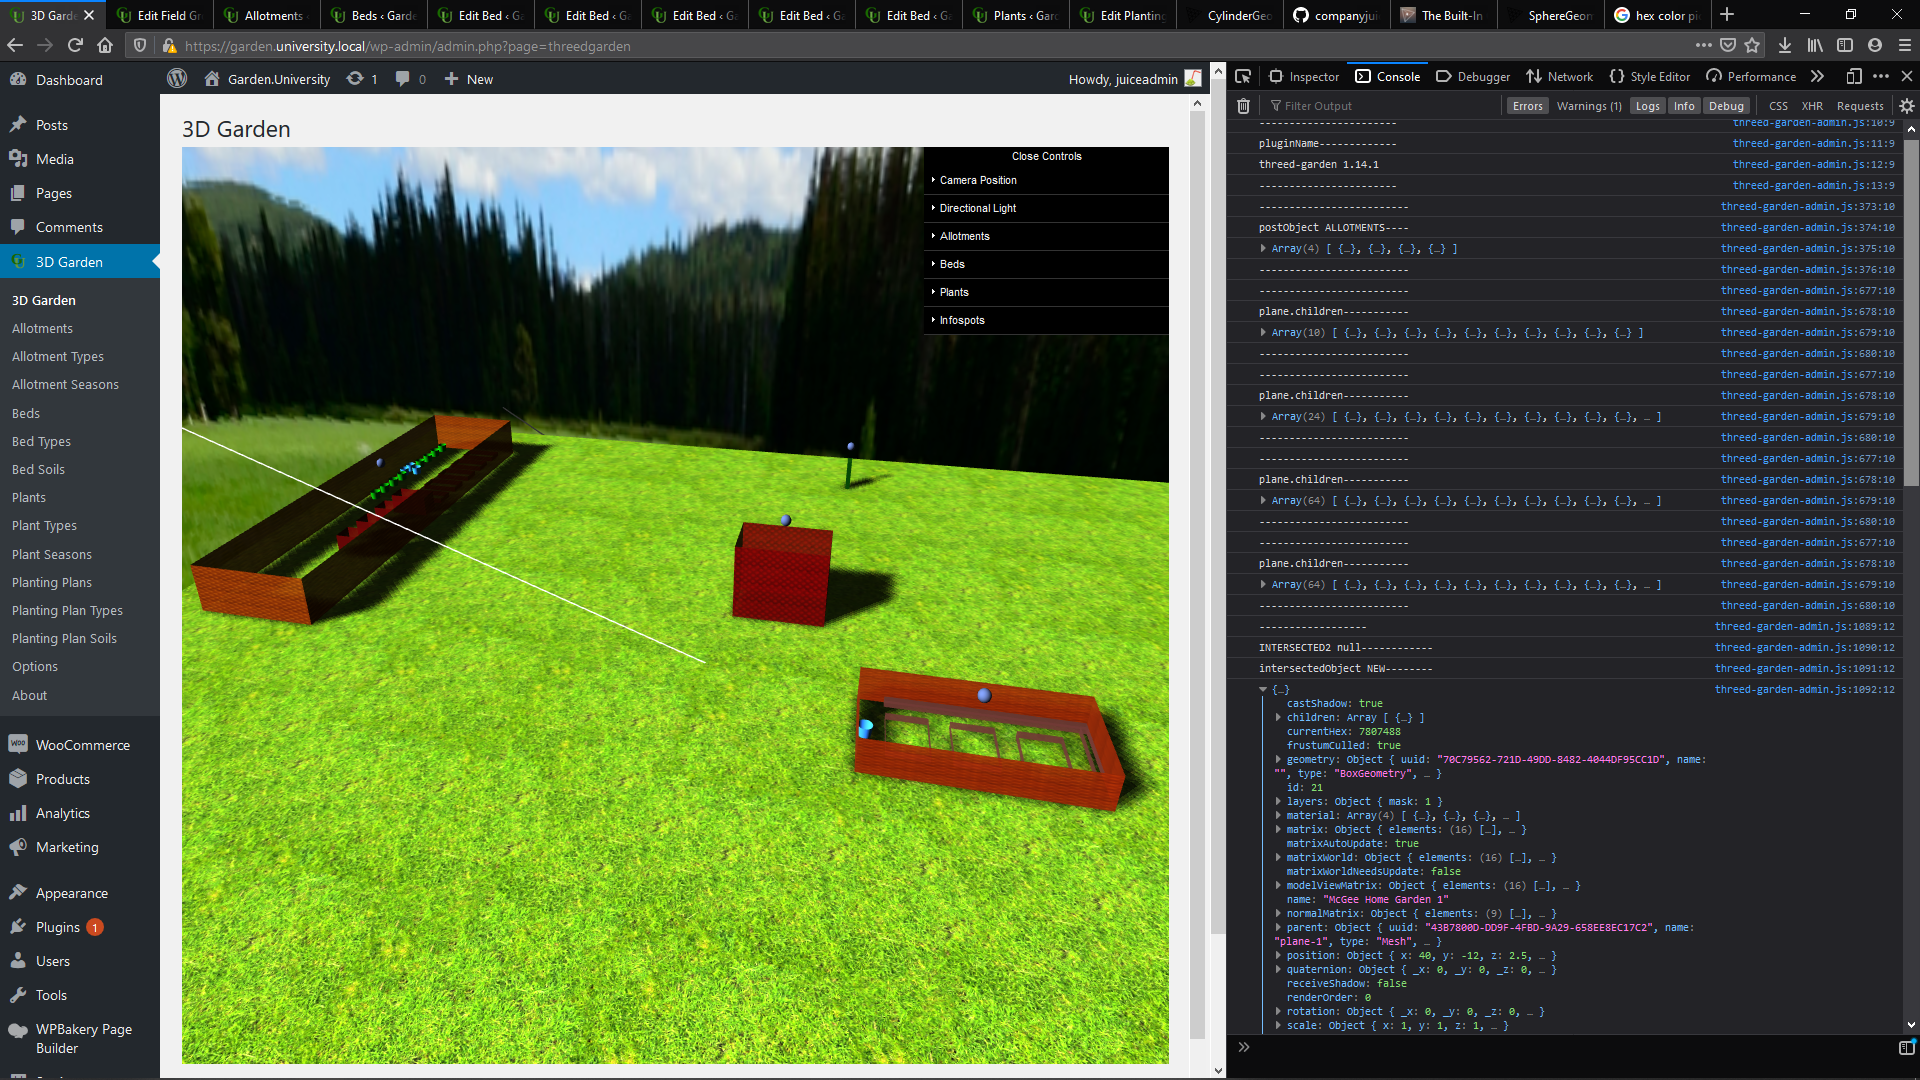 3D Garde
Edit Field Gr
Allotments ‹
Beds ‹ Garde
Edit Bed ‹ Ga
Edit Bed ‹ Ga
Edit Bed ‹ Ga
Edit Bed ‹ Ga
Edit Bed ‹ Ga
Plants ‹ Gar
Edit Planting
CylinderGeo
companyjui
The Built-In
SphereGeom
hex color pi
https://garden.university.local/wp-admin/admin.php?page=threedgarden
Dashboard
Posts
Media
Pages
Comments
3D Garden
3D Garden
Allotments
Allotment Types
Allotment Seasons
Beds
Bed Types
Bed Soils
Plants
Plant Types
Plant Seasons
Planting Plans
Planting Plan Types
Planting Plan Soils
Options
About
WooCommerce
Products
Analytics
Marketing
Appearance
Plugins 1
Users
Tools
WPBakery Page
Builder
Garden.University
1
0
New
Howdy, juiceadmin
3D Garden
Close Controls
Camera Position
Directional Light
Allotments
Beds
Plants
Infospots
Inspector
Console
Debugger
Network
Style Editor
Performance
Filter Output
Errors
Warnings (1)
Logs
Info
Debug
CSS
XHR
Requests
----------------------- threed-garden-admin.js:10:9
pluginName------------- threed-garden-admin.js:11:9
threed-garden 1.14.1 threed-garden-admin.js:12:9
----------------------- threed-garden-admin.js:13:9
------------------------- threed-garden-admin.js:373:10
postObject ALLOTMENTS---- threed-garden-admin.js:374:10
Array(4) [ {…}, {…}, {…}, {…} ] threed-garden-admin.js:375:10
------------------------- threed-garden-admin.js:376:10
------------------------- threed-garden-admin.js:677:10
plane.children----------- threed-garden-admin.js:678:10
Array(10) [ {…}, {…}, {…}, {…}, {…}, {…}, {…}, {…}, {…}, {…} ] threed-garden-admin.js:679:10
------------------------- threed-garden-admin.js:680:10
------------------------- threed-garden-admin.js:677:10
plane.children----------- threed-garden-admin.js:678:10
Array(24) [ {…}, {…}, {…}, {…}, {…}, {…}, {…}, {…}, {…}, {…}, … ] threed-garden-admin.js:679:10
------------------------- threed-garden-admin.js:680:10
------------------------- threed-garden-admin.js:677:10
plane.children----------- threed-garden-admin.js:678:10
Array(64) [ {…}, {…}, {…}, {…}, {…}, {…}, {…}, {…}, {…}, {…}, … ] threed-garden-admin.js:679:10
------------------------- threed-garden-admin.js:680:10
------------------------- threed-garden-admin.js:677:10
plane.children----------- threed-garden-admin.js:678:10
Array(64) [ {…}, {…}, {…}, {…}, {…}, {…}, {…}, {…}, {…}, {…}, … ] threed-garden-admin.js:679:10
------------------------- threed-garden-admin.js:680:10
------------------ threed-garden-admin.js:1089:12
INTERSECTED2 null------------ threed-garden-admin.js:1090:12
intersectedObject NEW-------- threed-garden-admin.js:1091:12
{…} threed-garden-admin.js:1092:12
castShadow: true
children: Array [ {…} ]
currentHex: 7807488
frustumCulled: true
geometry: Object { uuid: "70C79562-721D-49DD-8482-4044DF95CC1D", name:
"", type: "BoxGeometry", … }
id: 21
layers: Object { mask: 1 }
material: Array(4) [ {…}, {…}, {…}, … ]
matrix: Object { elements: (16) […], … }
matrixAutoUpdate: true
matrixWorld: Object { elements: (16) […], … }
matrixWorldNeedsUpdate: false
modelViewMatrix: Object { elements: (16) […], … }
name: "McGee Home Garden 1"
normalMatrix: Object { elements: (9) […], … }
parent: Object { uuid: "43B7800D-DD9F-4FBD-9A29-658EE8EC17C2", name:
"plane-1", type: "Mesh", … }
position: Object { x: 40, y: -12, z: 2.5, … }
quaternion: Object { _x: 0, _y: 0, _z: 0, … }
receiveShadow: false
renderOrder: 0
rotation: Object { _x: 0, _y: 0, _z: 0, … }
scale: Object { x: 1, y: 1, z: 1, … }